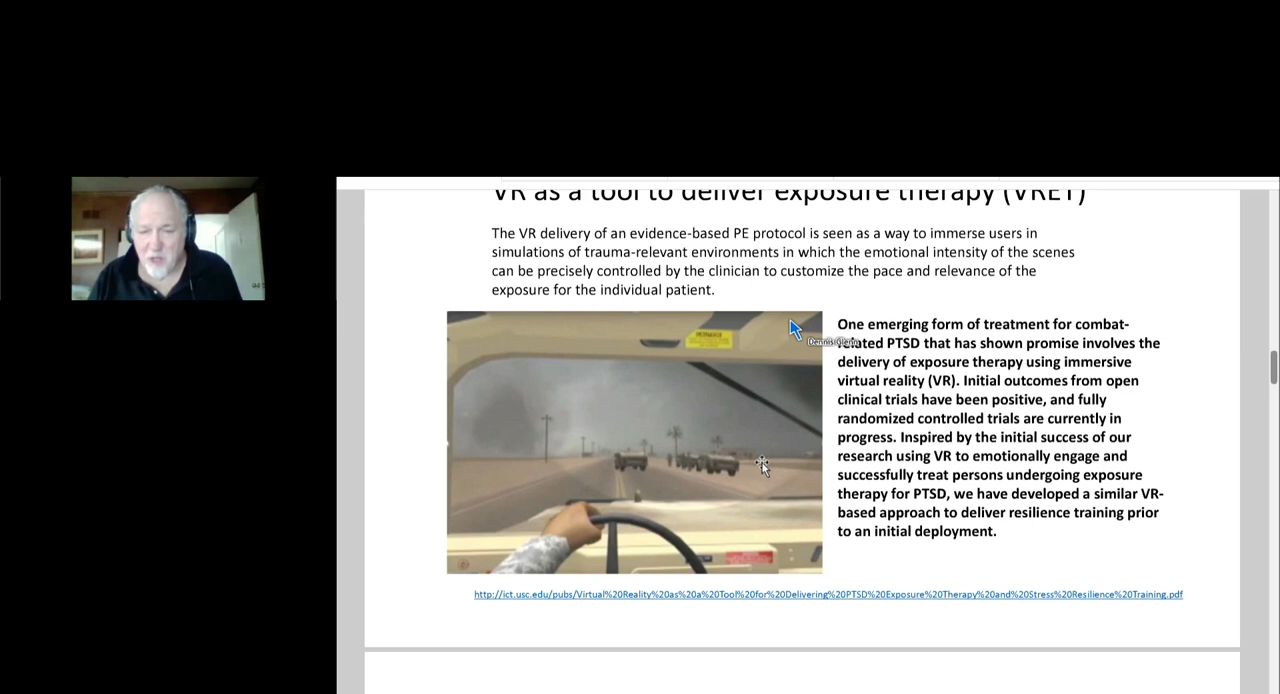 VR as a tool to deliver exposure therapy (VRET)
The VR delivery of an evidence-based PE protocol is seen as a way to immerse users in
simulations of trauma-relevant environments in which the emotional intensity of the scenes
can be precisely controlled by the clinician to customize the pace and relevance of the
exposure for the individual patient.
One emerging form of treatment for combat-
related PTSD that has shown promise involves the
delivery of exposure therapy using immersive
virtual reality (VR). Initial outcomes from open
clinical trials have been positive, and fully
randomized controlled trials are currently in
progress. Inspired by the initial success of our
research using VR to emotionally engage and
successfully treat persons undergoing exposure
therapy for PTSD, we have developed a similar VR-
based approach to deliver resilience training prior
to an initial deployment.
http://ict.usc.edu/pubs/Virtual%20Reality%20as%20a%20Tool%20for%20Delivering%20PTSD%20Exposure%20Therapy%20and%20Stress%20Resilience%20Training.pdf